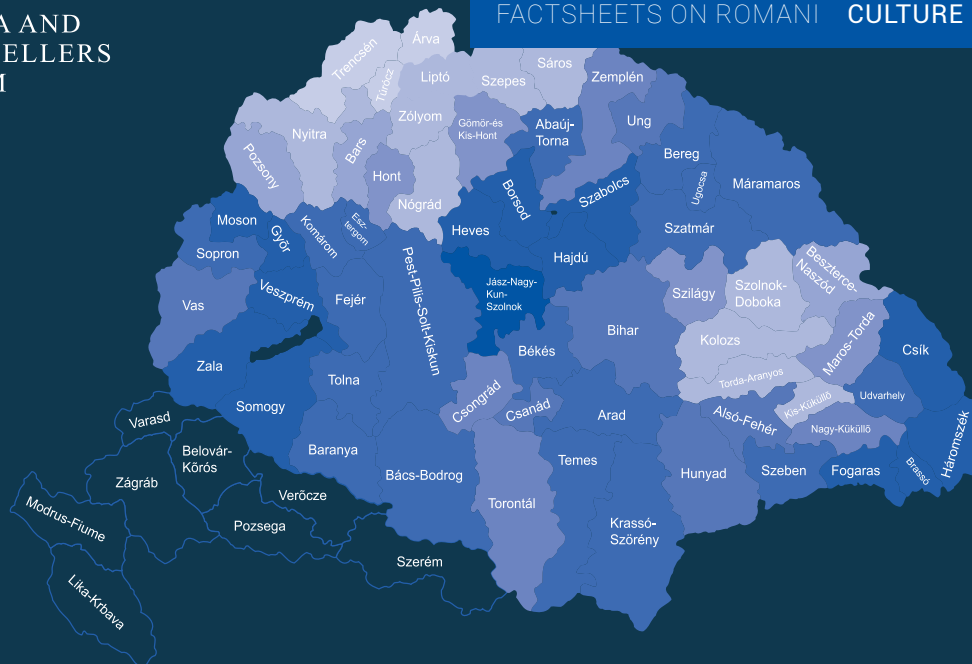 A AND
ELLERS
M
FACTSHEETS ON ROMANI CULTURE
Trencsén
Árva
Turócz
Liptó
Szepes
Sáros
Zemplén
Nyitra
Bars
Zólyom
Gömör-és
Kis-Hont
Abaúj-
Torna
Ung
Pozsony
Hont
Nógrád
Borsod
Szabolcs
Bereg
Ugocsa
Máramaros
Moson
Győr
Komárom
Esz-
tergom
Heves
Szatmár
Sopron
Veszprém
Fejér
Pest-Pilis-Solt-Kiskun
Jász-Nagy-
Kun-
Szolnok
Hajdú
Szilágy
Szolnok-
Doboka
Beszterce-
Naszód
Vas
Bihar
Kolozs
Maros-Torda
Csík
Zala
Tolna
Békés
Torda-Aranyos
Udvarhely
Somogy
Csongrád
Csanád
Arad
Alsó-Fehér
Kis-Küküllő
Nagy-Küküllő
Háromszék
Varasd
Belovár-
Kőrös
Baranya
Bács-Bodrog
Temes
Hunyad
Szeben
Fogaras
Brassó
Zágráb
Verőcze
Torontál
Modrus-Fiume
Pozsega
Krassó-
Szörény
Szerém
Lika-Krbava